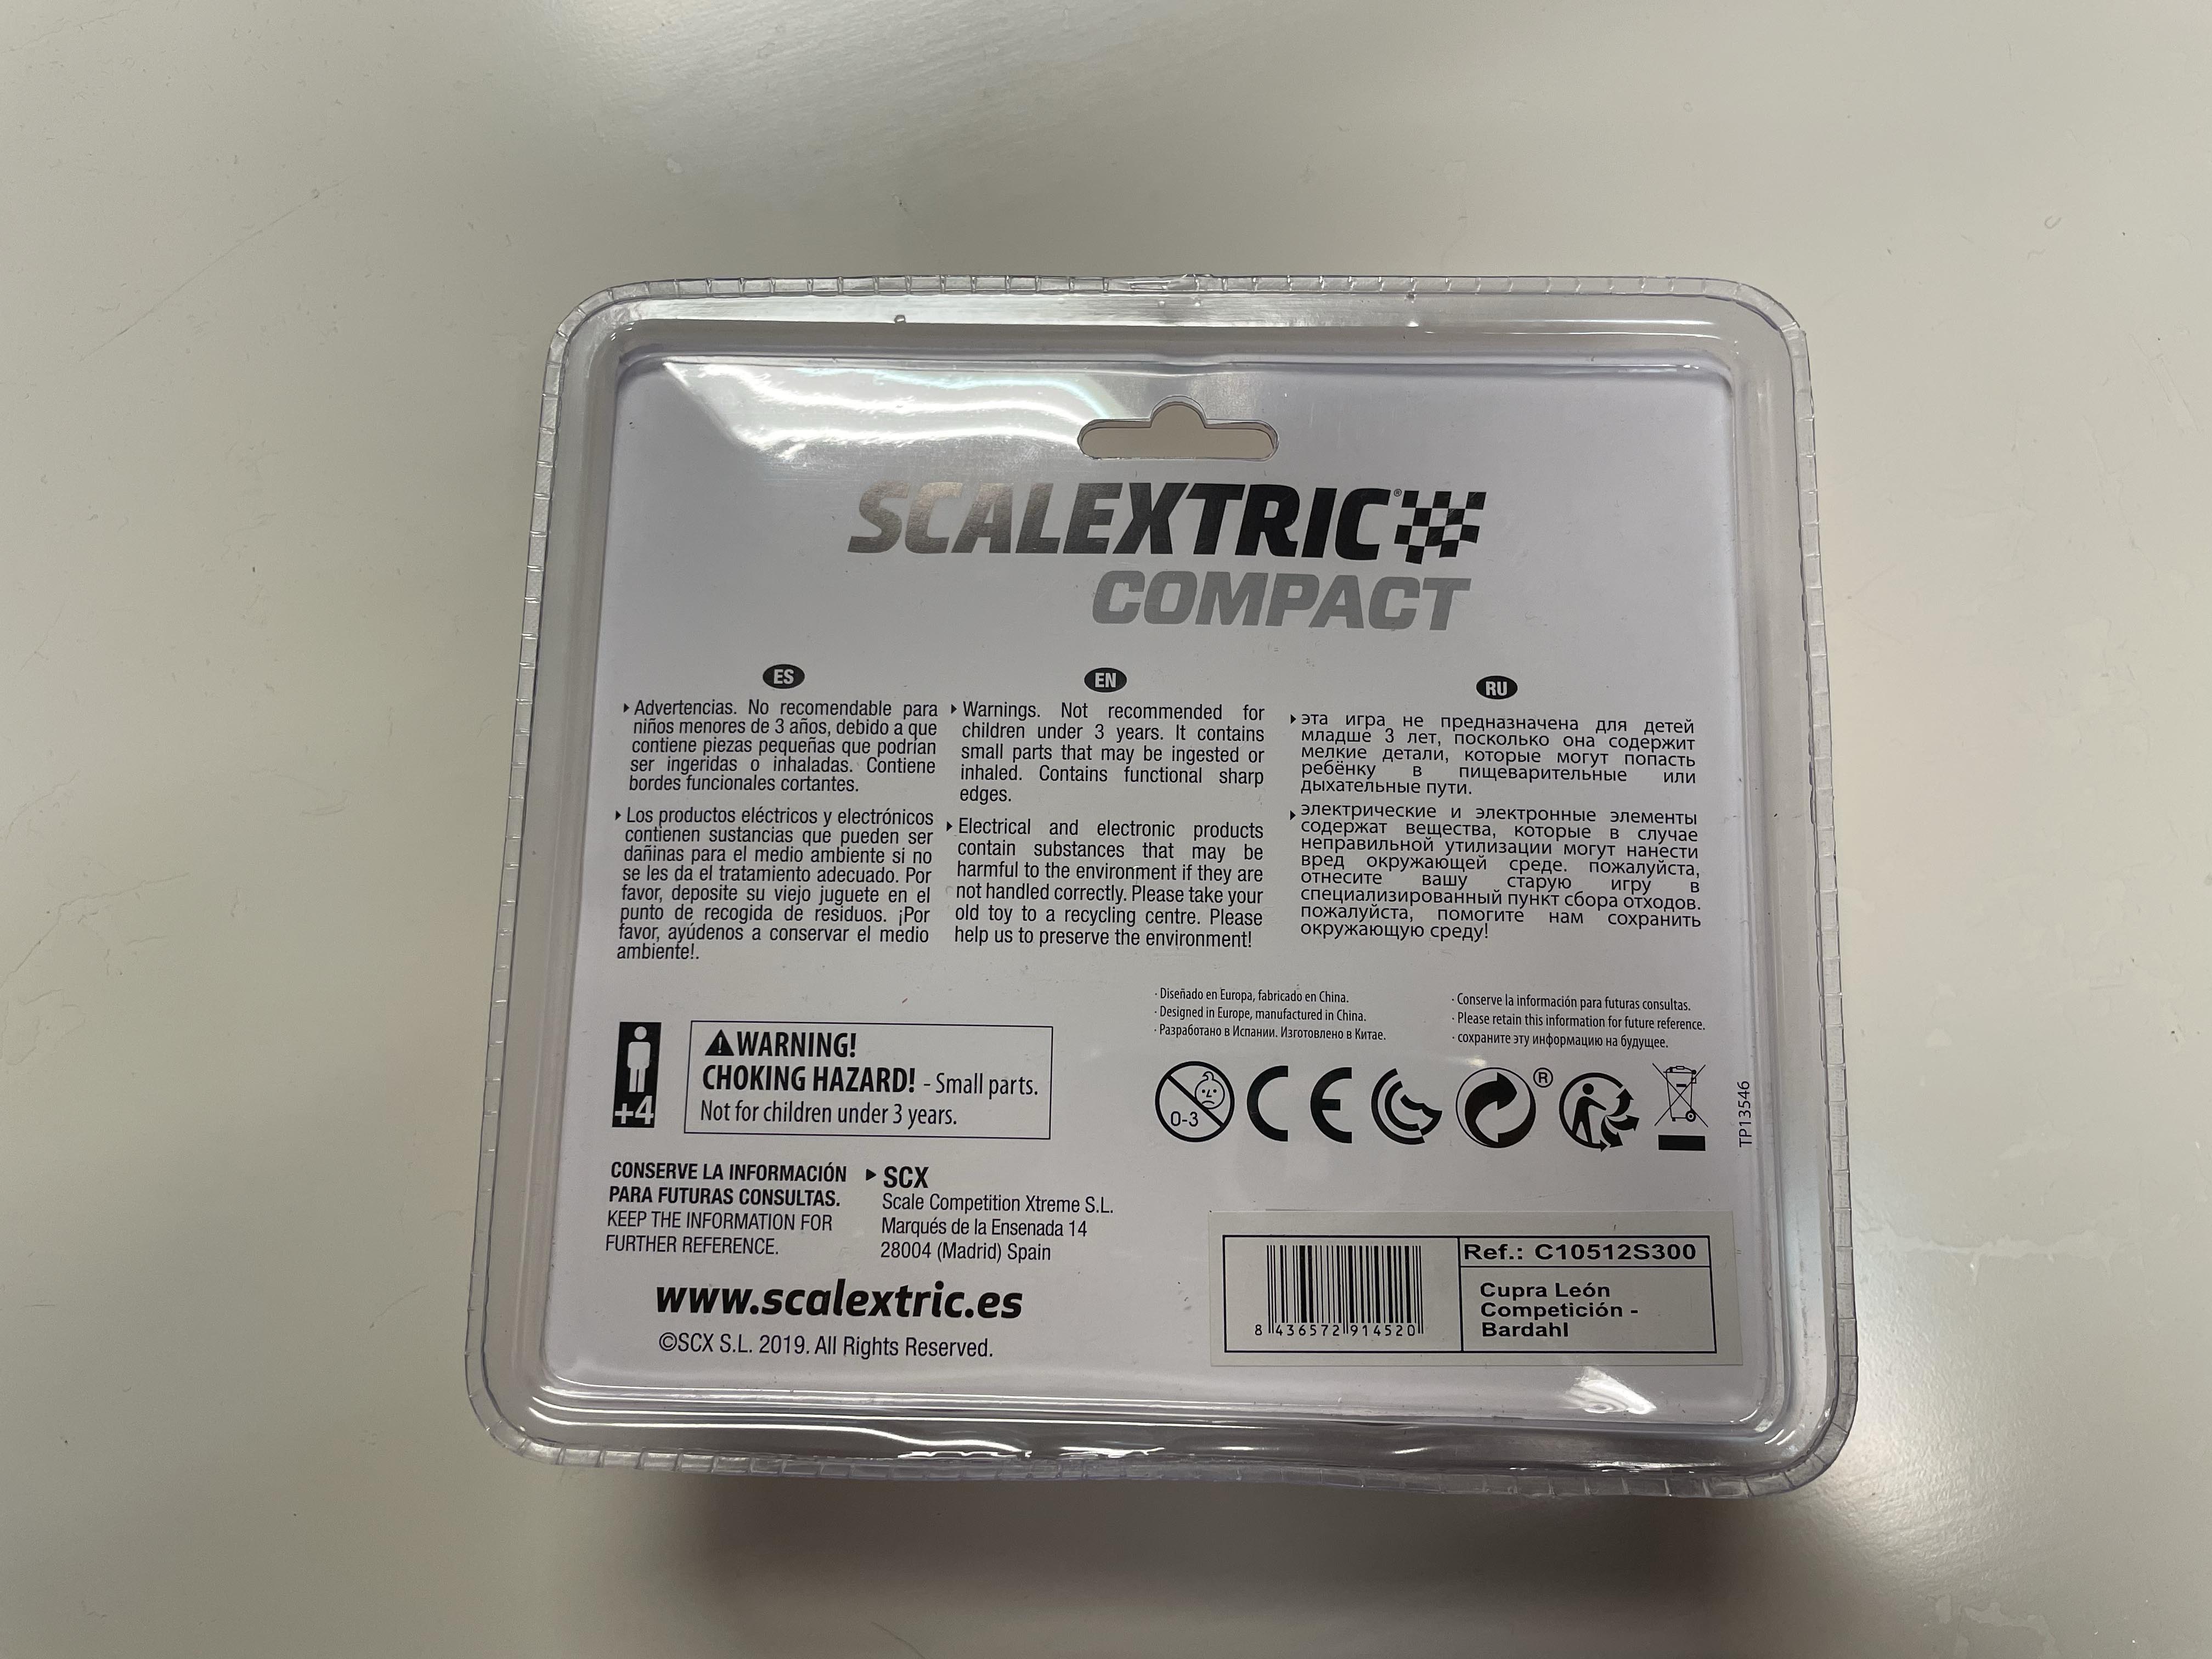 SCALEXTRIC®
COMPACT
ES
Advertencias. No recomendable para
niños menores de 3 años, debido a que
contiene piezas pequeñas que podrían
ser ingeridas o inhaladas. Contiene
bordes funcionales cortantes.
Los productos eléctricos y electrónicos
contienen sustancias que pueden ser
dañinas para el medio ambiente si no
se les da el tratamiento adecuado. Por
favor, deposite su viejo juguete en el
punto de recogida de residuos. ¡Por
favor, ayúdenos a conservar el medio
ambiente!.
EN
Warnings. Not recommended for
children under 3 years. It contains
small parts that may be ingested or
inhaled. Contains functional sharp
edges.
Electrical and electronic products
contain substances that may be
harmful to the environment if they are
not handled correctly. Please take your
old toy to a recycling centre. Please
help us to preserve the environment!
RU
эта игра не предназначена для детей
младше 3 лет, посколько она содержит
мелкие детали, которые могут попасть
ребёнку в пищеварительные или
дыхательные пути.
электрические и электронные элементы
содержат вещества, которые в случае
неправильной утилизации могут нанести
вред окружающей среде. пожалуйста,
отнесите вашу старую игру в
специализированный пункт сбора отходов.
пожалуйста, помогите нам сохранить
окружающую среду!
· Diseñado en Europa, fabricado en China.
· Designed in Europe, manufactured in China.
· Разработано в Испании. Изготовлено в Китае.
· Conserve la información para futuras consultas.
· Please retain this information for future reference.
· сохраните эту информацию на будущее.
+4
WARNING!
CHOKING HAZARD! - Small parts.
Not for children under 3 years.
0-3
CE
®
TP13546
CONSERVE LA INFORMACIÓN
PARA FUTURAS CONSULTAS.
KEEP THE INFORMATION FOR
FURTHER REFERENCE.
SCX
Scale Competition Xtreme S.L.
Marqués de la Ensenada 14
28004 (Madrid) Spain
www.scalextric.es
©SCX S.L. 2019. All Rights Reserved.
8 436572 914520
Ref.: C10512S300
Cupra León
Competición -
Bardahl